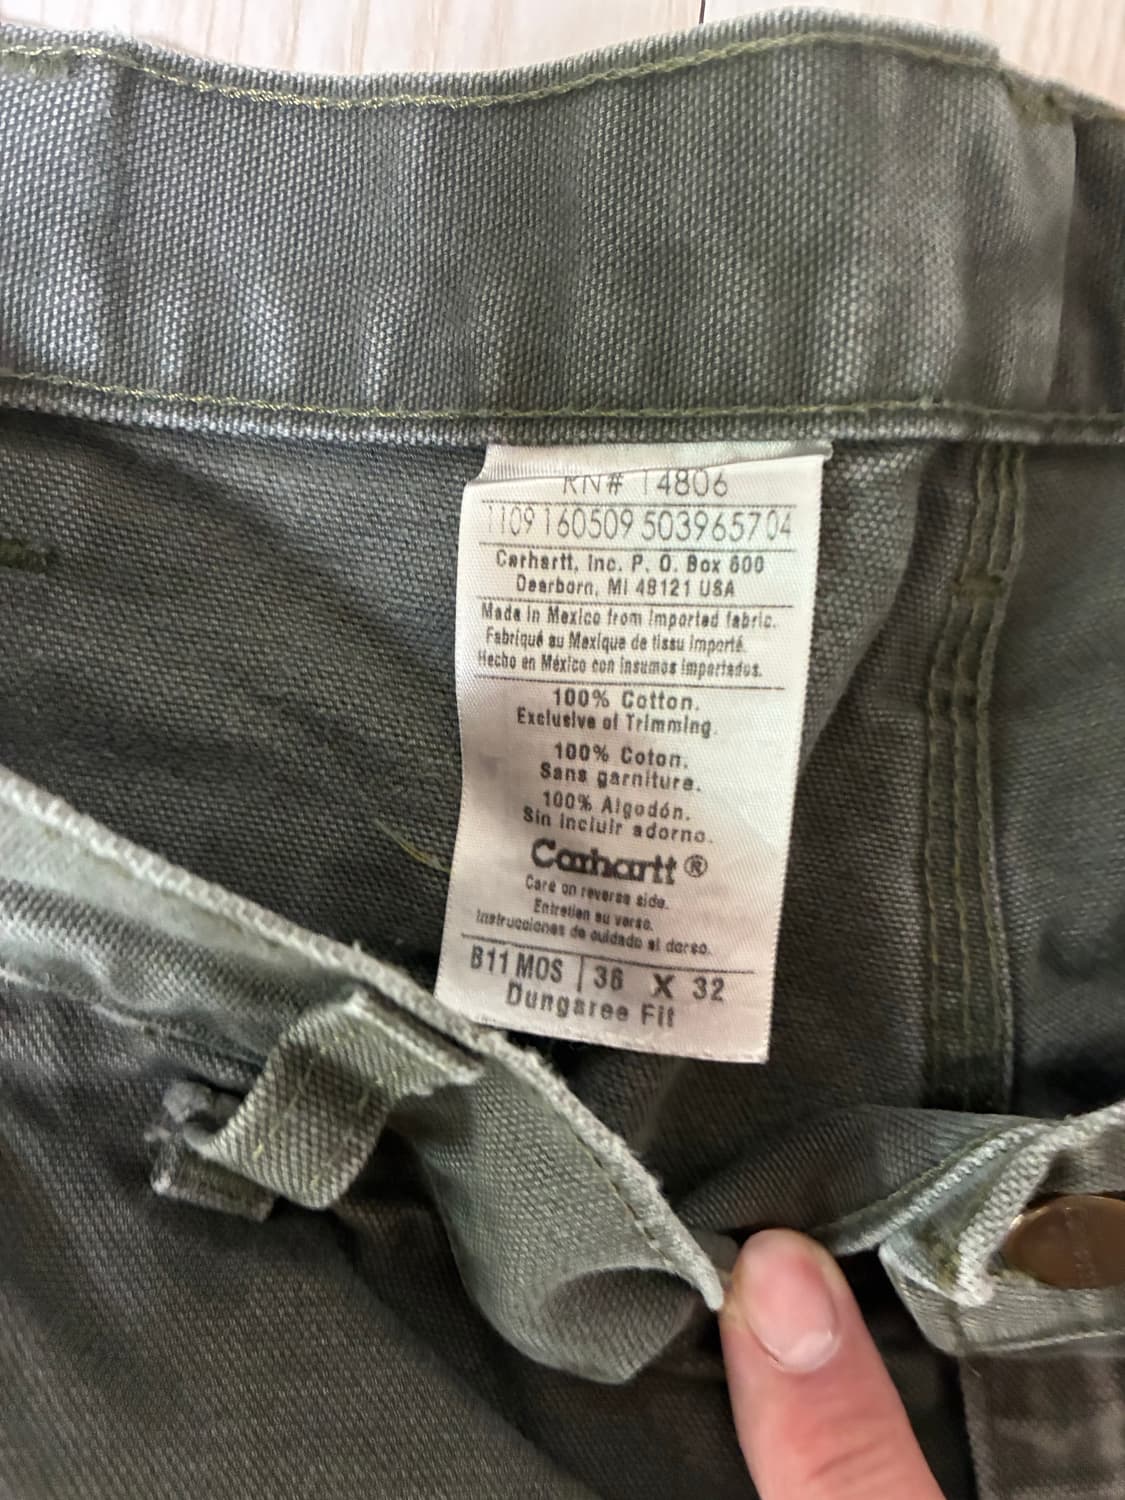 RN# 14806
1109 160509 503965704
Carhartt, Inc. P. O. Box 600
Dearborn, MI 48121 USA
Made in Mexico from imported fabric.
Fabriqué au Mexique de tissu importé.
Hecho en México con insumos importados.
100% Cotton.
Exclusive of Trimming.
100% Coton.
Sans garniture.
100% Algodón.
Sin incluir adorno.
Carhartt®
Care on reverse side.
Entretien au verso.
Instrucciones de cuidado al dorso.
B11 MOS | 36 X 32
Dungaree Fit